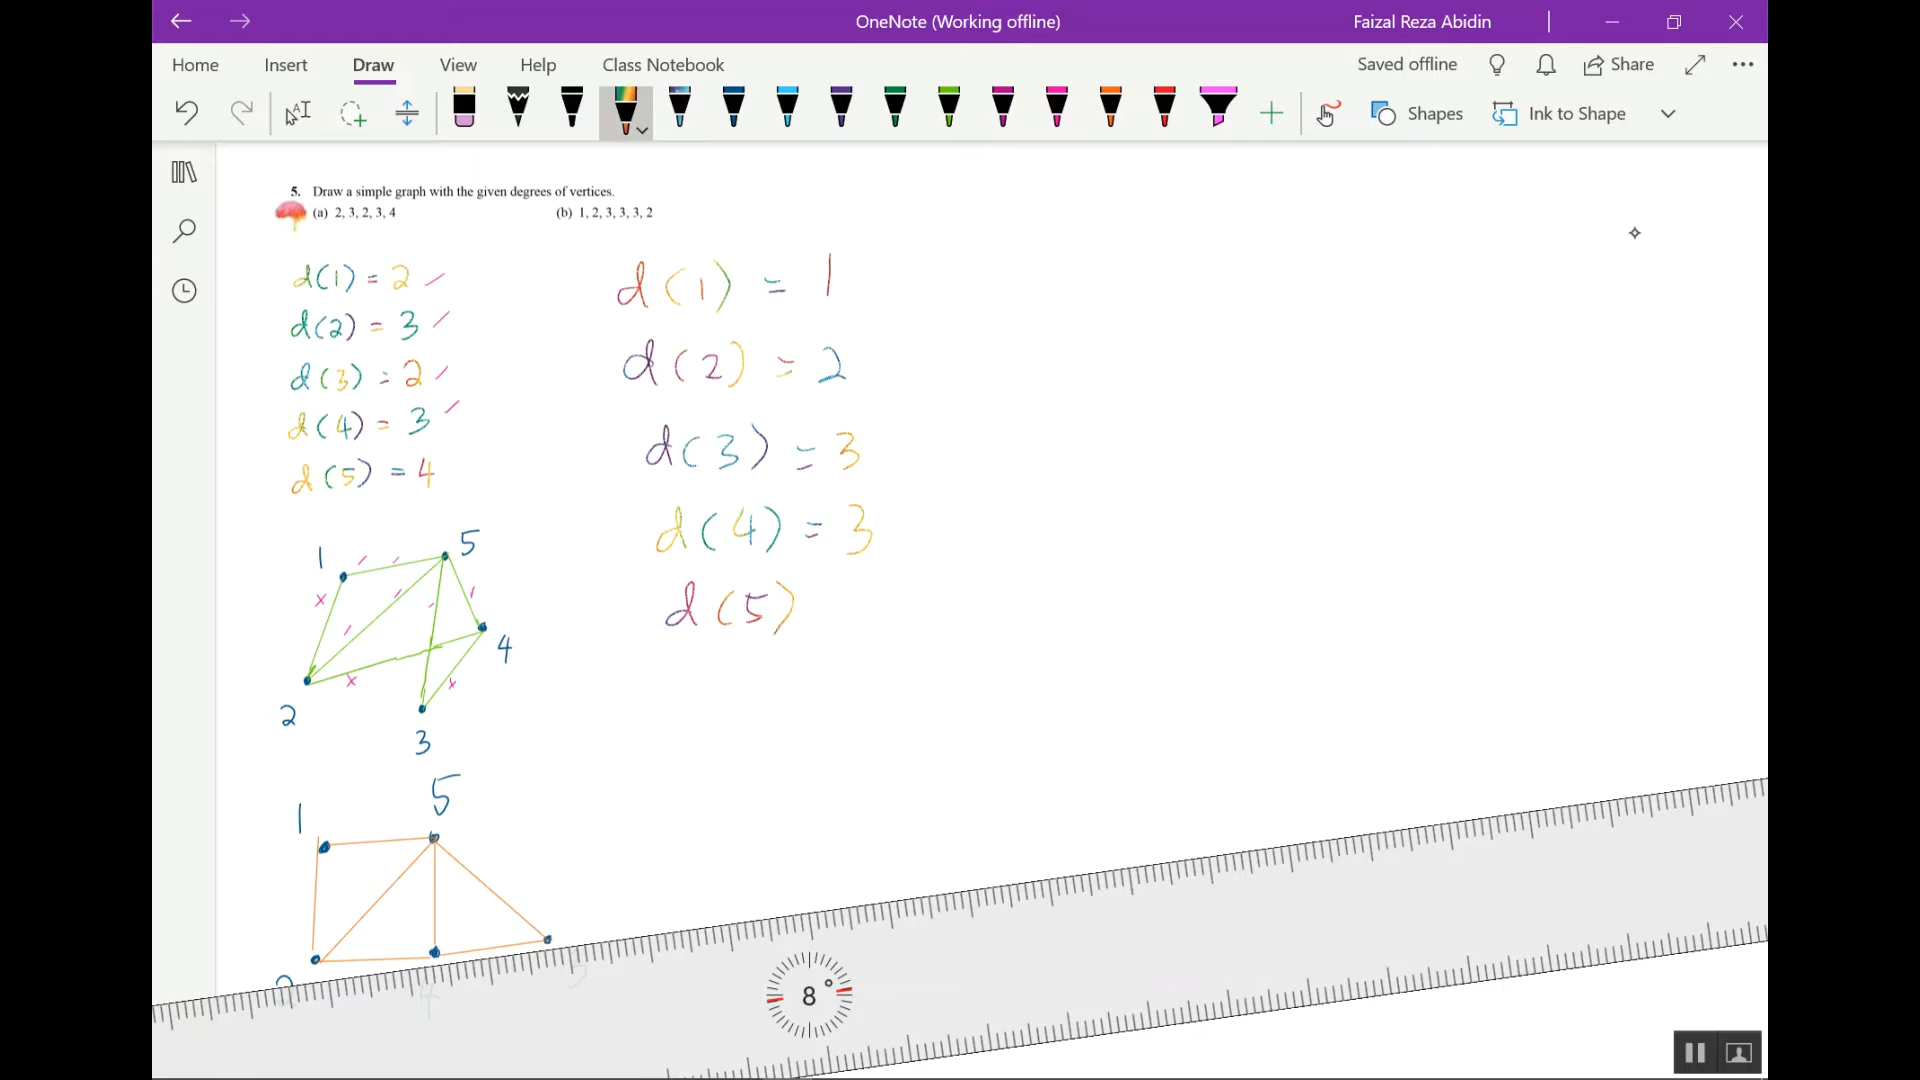 OneNote (Working offline)
Faizal Reza Abidin
Home Insert Draw View Help Class Notebook
Saved offline
Share
Shapes
Ink to Shape
5. Draw a simple graph with the given degrees of vertices.
(a) 2, 3, 2, 3, 4
(b) 1, 2, 3, 3, 3, 2
d(1) = 2
d(2) = 3
d(3) = 2
d(4) = 3
d(5) = 4
d(1) = 1
d(2) = 2
d(3) = 3
d(4) = 3
d(5)
1
5
4
2
3
5
1
2
4
3
8°